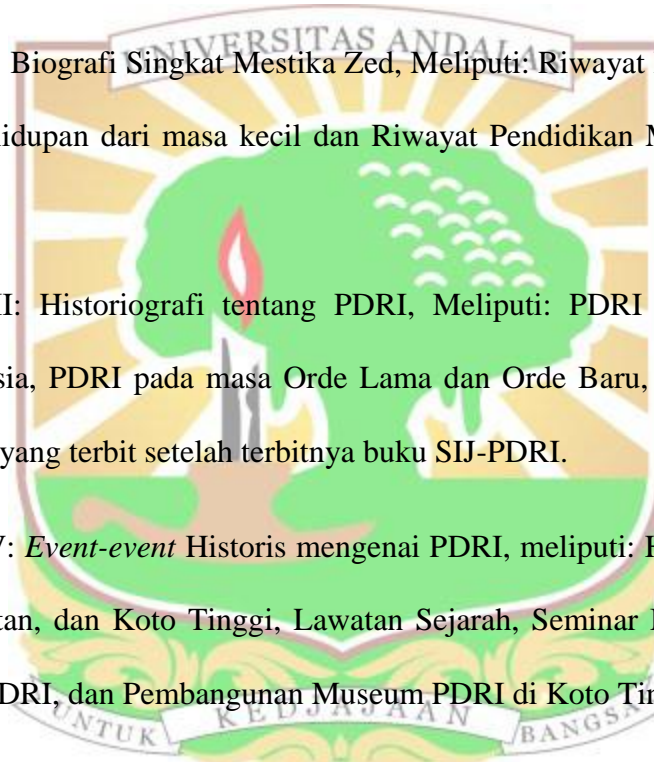 UNIVERSITAS ANDALAS
Biografi Singkat Mestika Zed, Meliputi: Riwayat
idupan dari masa kecil dan Riwayat Pendidikan M
II: Historiografi tentang PDRI, Meliputi: PDRI
sia, PDRI pada masa Orde Lama dan Orde Baru,
yang terbit setelah terbitnya buku SIJ-PDRI.
: Event-event Historis mengenai PDRI, meliputi: H
tan, dan Koto Tinggi, Lawatan Sejarah, Seminar
DRI, dan Pembangunan Museum PDRI di Koto Tin
UNTUK KEDJAJAAN BANGSA